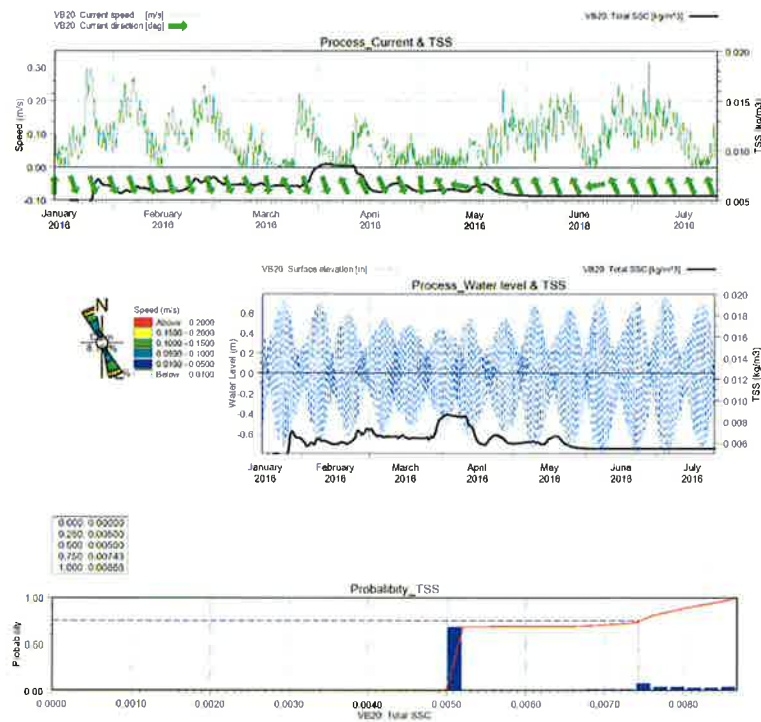 VB20: Current speed [m/s]
VB20: Current direction [deg]
VB20: Total SSC [kg/m^3]
Process_Current & TSS
0.30
0.20
0.10
0.00
-0.10
Speed (m/s)
0.020
0.015
0.010
0.005
TSS (kg/m3)
January
2016
February
2016
March
2016
April
2016
May
2016
June
2016
July
2016
VB20: Surface elevation [m]
VB20: Total SSC [kg/m^3]
Process_Water level & TSS
0.6
0.4
0.2
0.0
-0.2
-0.4
-0.6
Water Level (m)
0.020
0.018
0.016
0.014
0.012
0.010
0.008
0.006
TSS (kg/m3)
January
2016
February
2016
March
2016
April
2016
May
2016
June
2016
July
2016
N
Speed (m/s)
Above 0.2000
0.1500 - 0.2000
0.1000 - 0.1500
0.0500 - 0.1000
0.0100 - 0.0500
Below 0.0100
0.000 0.00000
0.250 0.00500
0.500 0.00500
0.750 0.00743
1.000 0.00868
Probalibity_TSS
1.00
0.50
0.00
Probability
0.0000 0.0010 0.0020 0.0030 0.0040 0.0050 0.0060 0.0070 0.0080
VB20: Total SSC